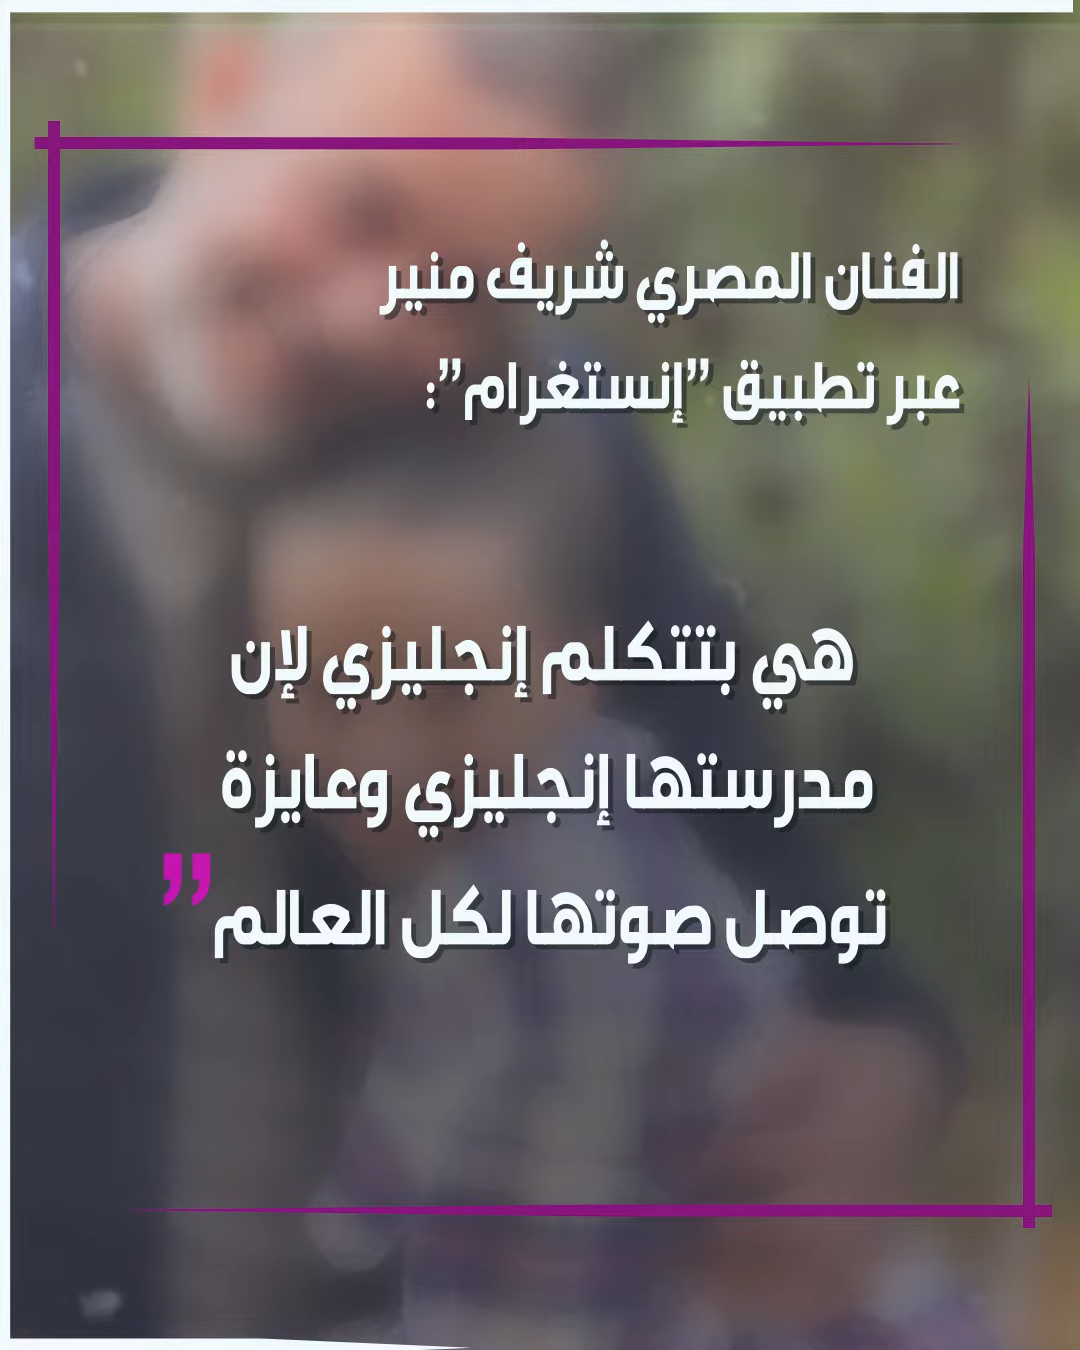 الفنان المصري شريف منير
عبر تطبيق "إنستغرام":
هي بتتكلم إنجليزي لإن
مدرستها إنجليزي وعايزة
توصل صوتها لكل العالم"